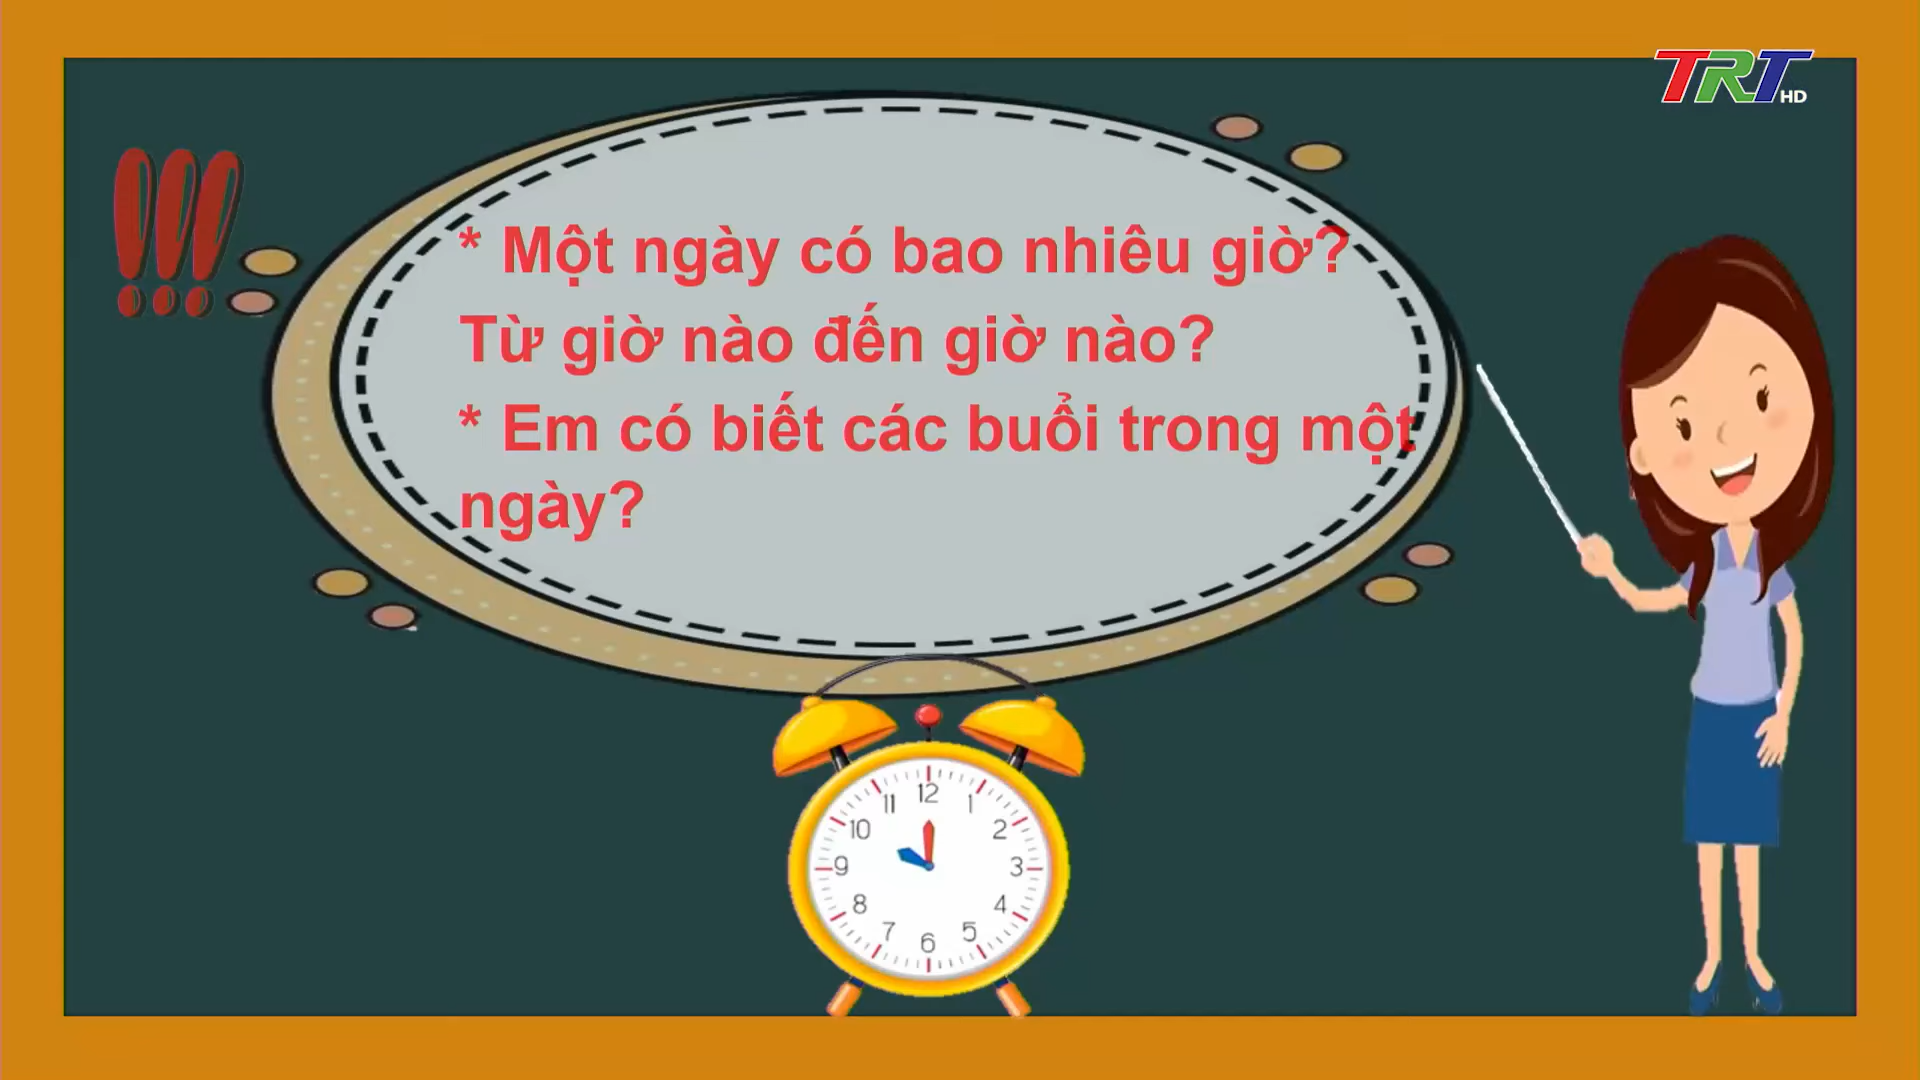 TRT HD
* Một ngày có bao nhiêu giờ?
Từ giờ nào đến giờ nào?
* Em có biết các buổi trong một
ngày?
12
11 1
10 2
9 3
8 4
7 5
6